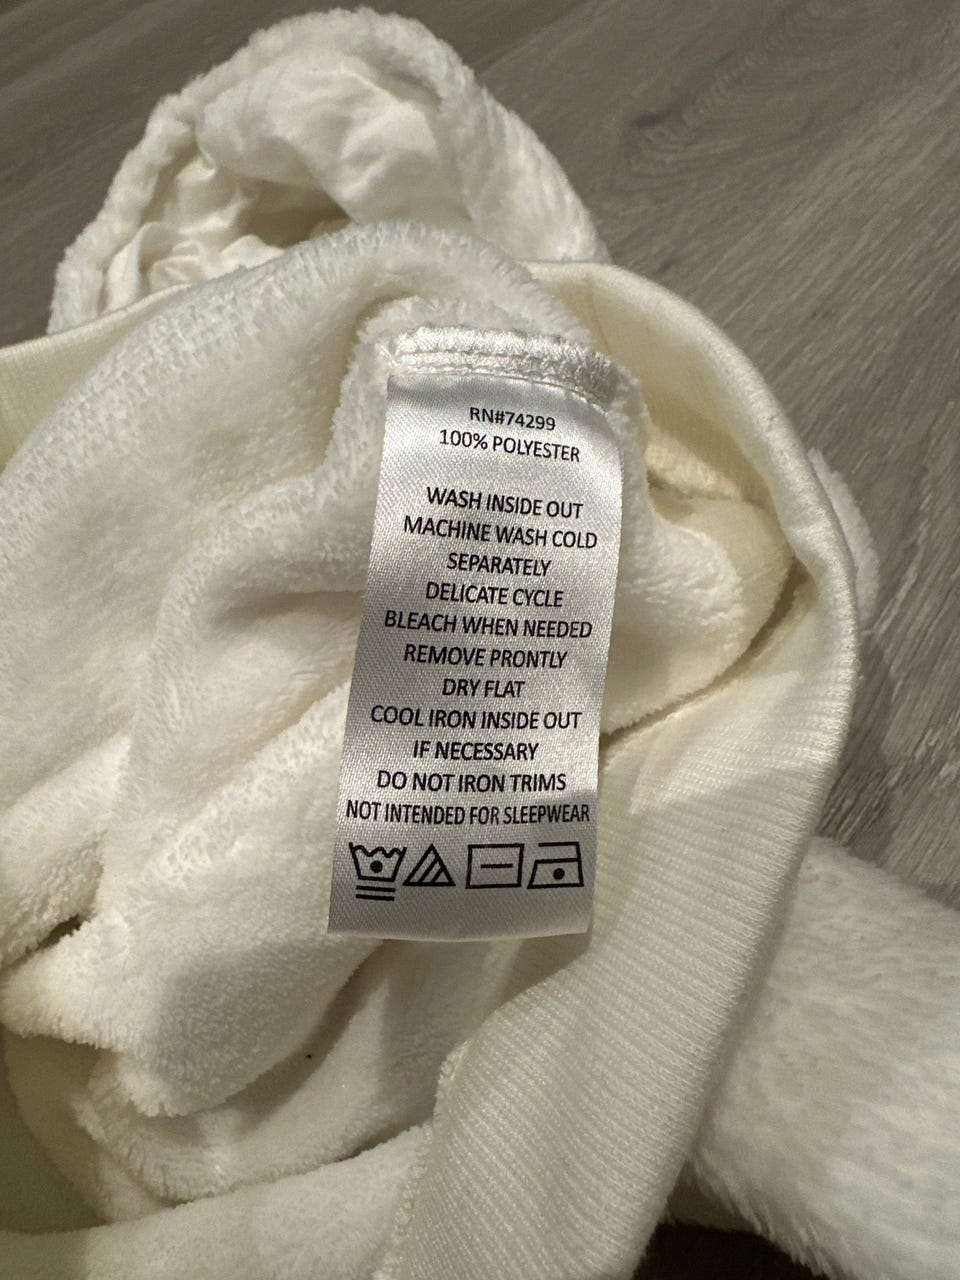 RN#74299
100% POLYESTER
WASH INSIDE OUT
MACHINE WASH COLD
SEPARATELY
DELICATE CYCLE
BLEACH WHEN NEEDED
REMOVE PRONTLY
DRY FLAT
COOL IRON INSIDE OUT
IF NECESSARY
DO NOT IRON TRIMS
NOT INTENDED FOR SLEEPWEAR